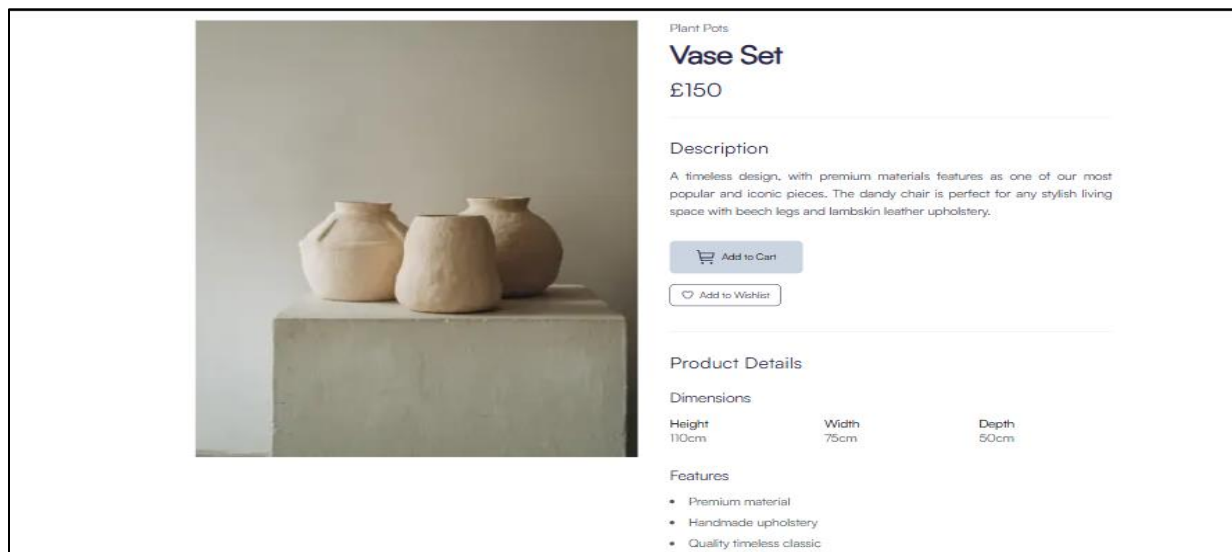 Plant Pots
Vase Set
£150
Description
A timeless design, with premium materials features as one of our most
popular and iconic pieces. The dandy chair is perfect for any stylish living
space with beech legs and lambskin leather upholstery.
Add to Cart
Add to Wishlist
Product Details
Dimensions
Height Width Depth
110cm 75cm 50cm
Features
Premium material
Handmade upholstery
Quality timeless classic